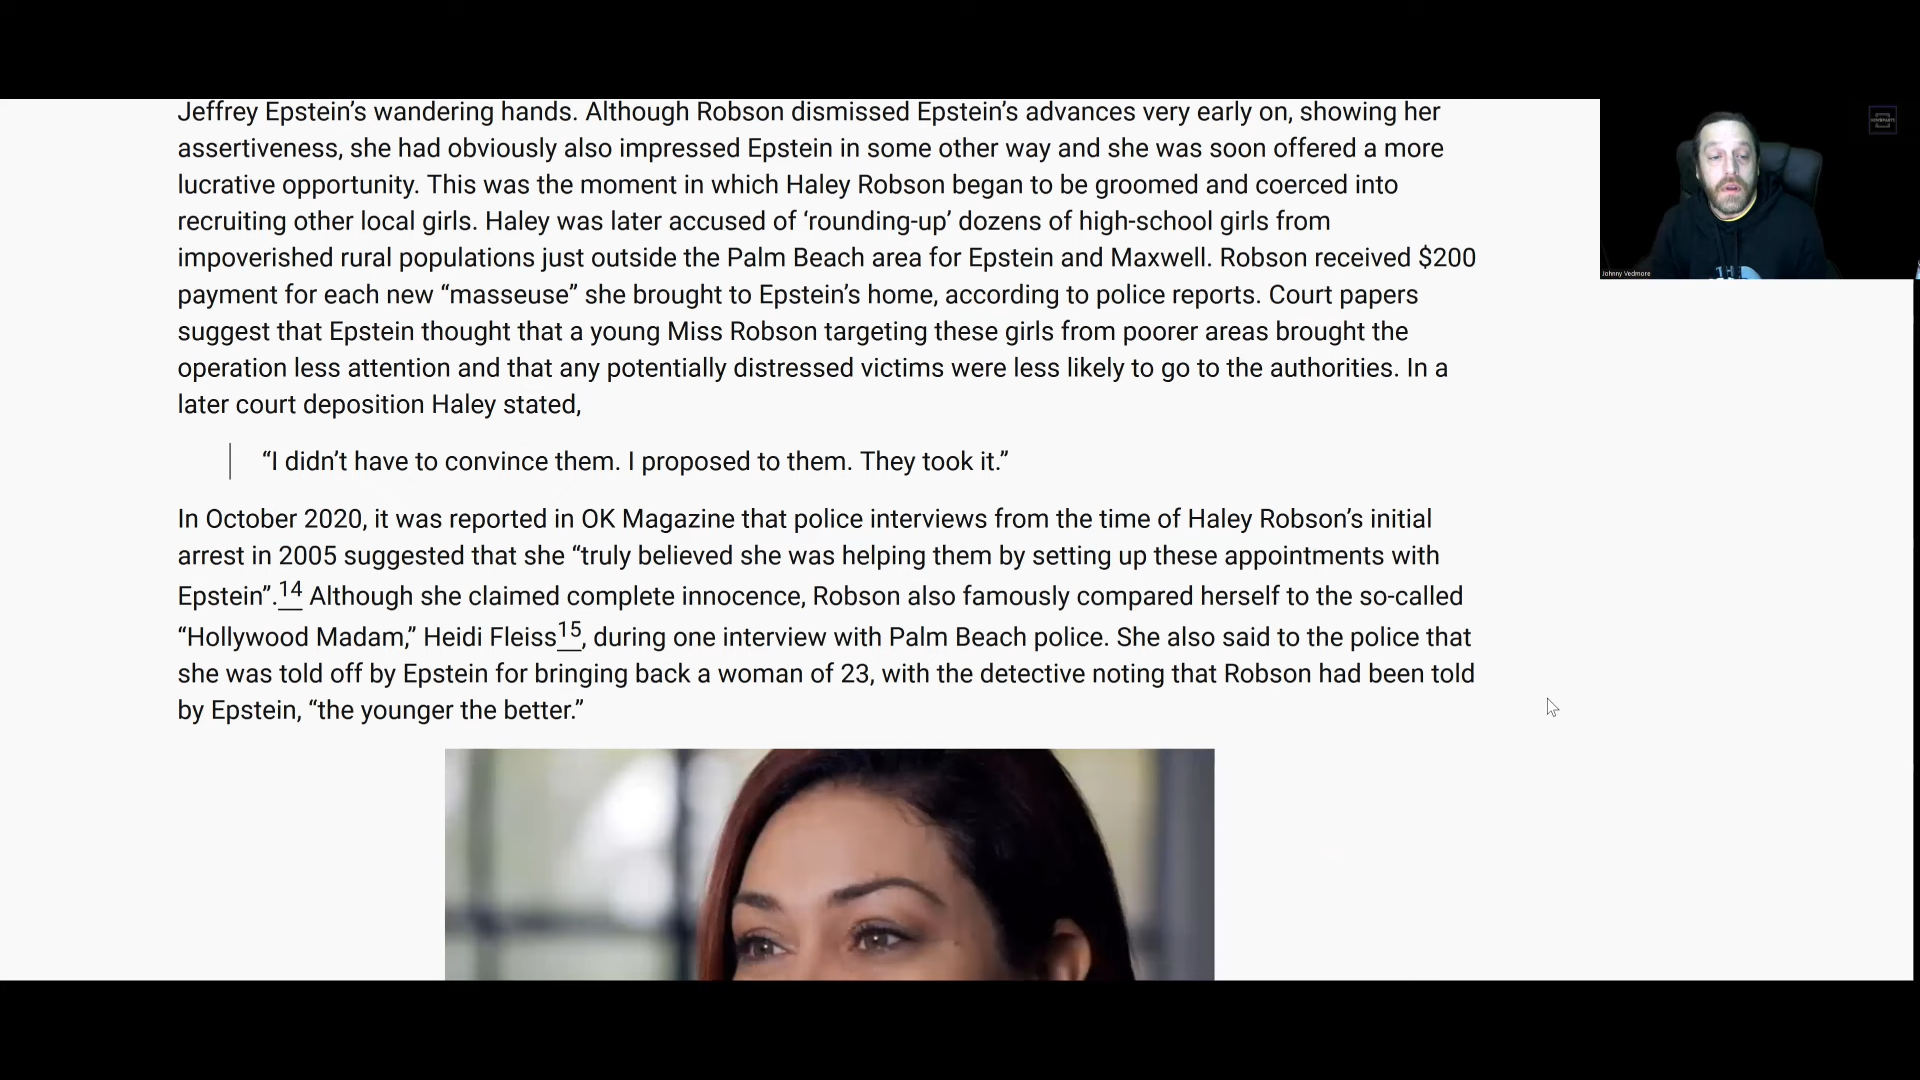 Jeffrey Epstein’s wandering hands. Although Robson dismissed Epstein’s advances very early on, showing her
assertiveness, she had obviously also impressed Epstein in some other way and she was soon offered a more
lucrative opportunity. This was the moment in which Haley Robson began to be groomed and coerced into
recruiting other local girls. Haley was later accused of ‘rounding-up’ dozens of high-school girls from
impoverished rural populations just outside the Palm Beach area for Epstein and Maxwell. Robson received $200
payment for each new “masseuse” she brought to Epstein’s home, according to police reports. Court papers
suggest that Epstein thought that a young Miss Robson targeting these girls from poorer areas brought the
operation less attention and that any potentially distressed victims were less likely to go to the authorities. In a
later court deposition Haley stated,
“I didn’t have to convince them. I proposed to them. They took it.”
In October 2020, it was reported in OK Magazine that police interviews from the time of Haley Robson’s initial
arrest in 2005 suggested that she “truly believed she was helping them by setting up these appointments with
Epstein”.14 Although she claimed complete innocence, Robson also famously compared herself to the so-called
“Hollywood Madam,” Heidi Fleiss15, during one interview with Palm Beach police. She also said to the police that
she was told off by Epstein for bringing back a woman of 23, with the detective noting that Robson had been told
by Epstein, “the younger the better.”
Johnny Vedmore